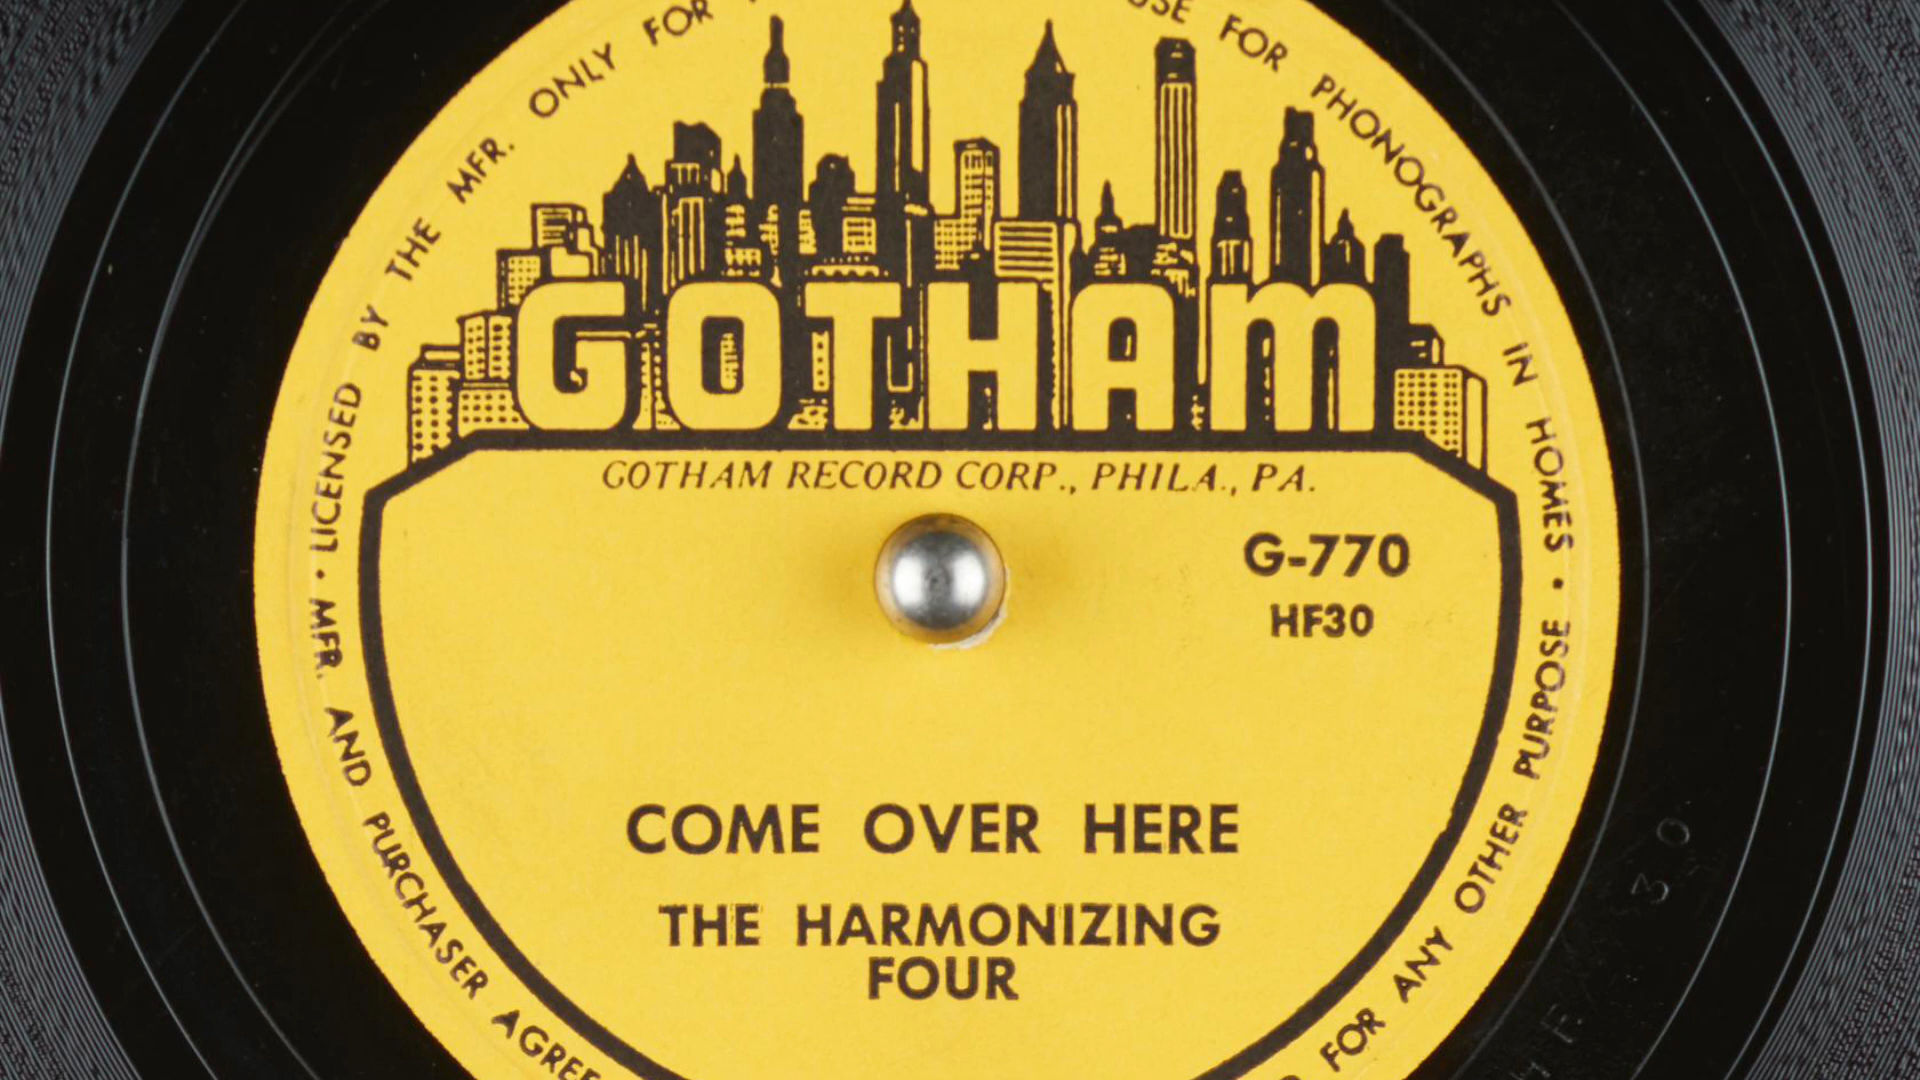 LICENSED BY THE MFR. ONLY FOR
FOR PHONOGRAPHS IN HOMES •
GOTHAM
GOTHAM RECORD CORP., PHILA., PA.
G-770
HF30
COME OVER HERE
THE HARMONIZING
FOUR
• MFR. AND PURCHASER
FOR ANY OTHER PURPOSE
30